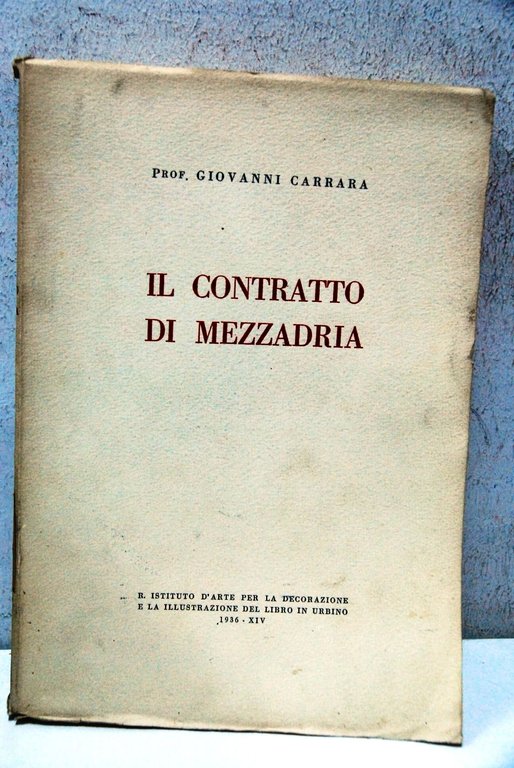 PROF. GIOVANNI CARRARA
IL CONTRATTO
DI MEZZADRIA
R. ISTITUTO D'ARTE PER LA DECORAZIONE
E LA ILLUSTRAZIONE DEL LIBRO IN URBINO
1936 - XIV